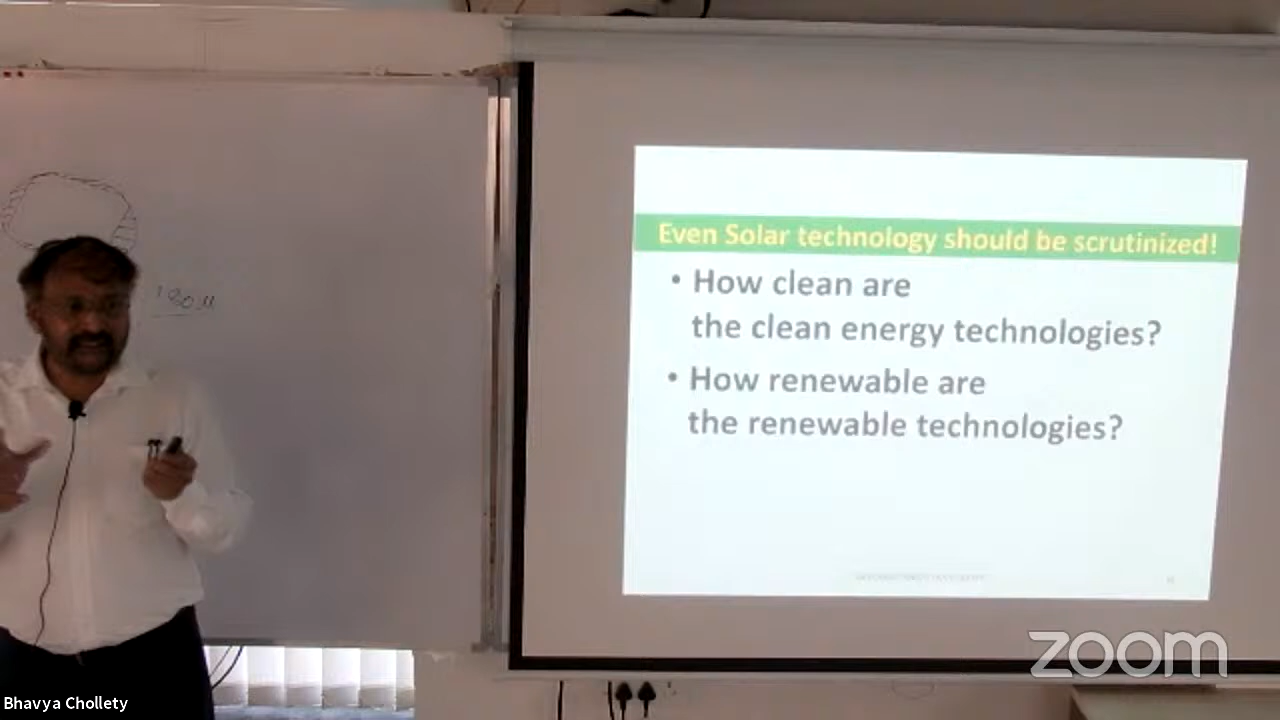 180 μ
Even Solar technology should be scrutinized!
• How clean are
the clean energy technologies?
• How renewable are
the renewable technologies?
zoom
Bhavya Chollety